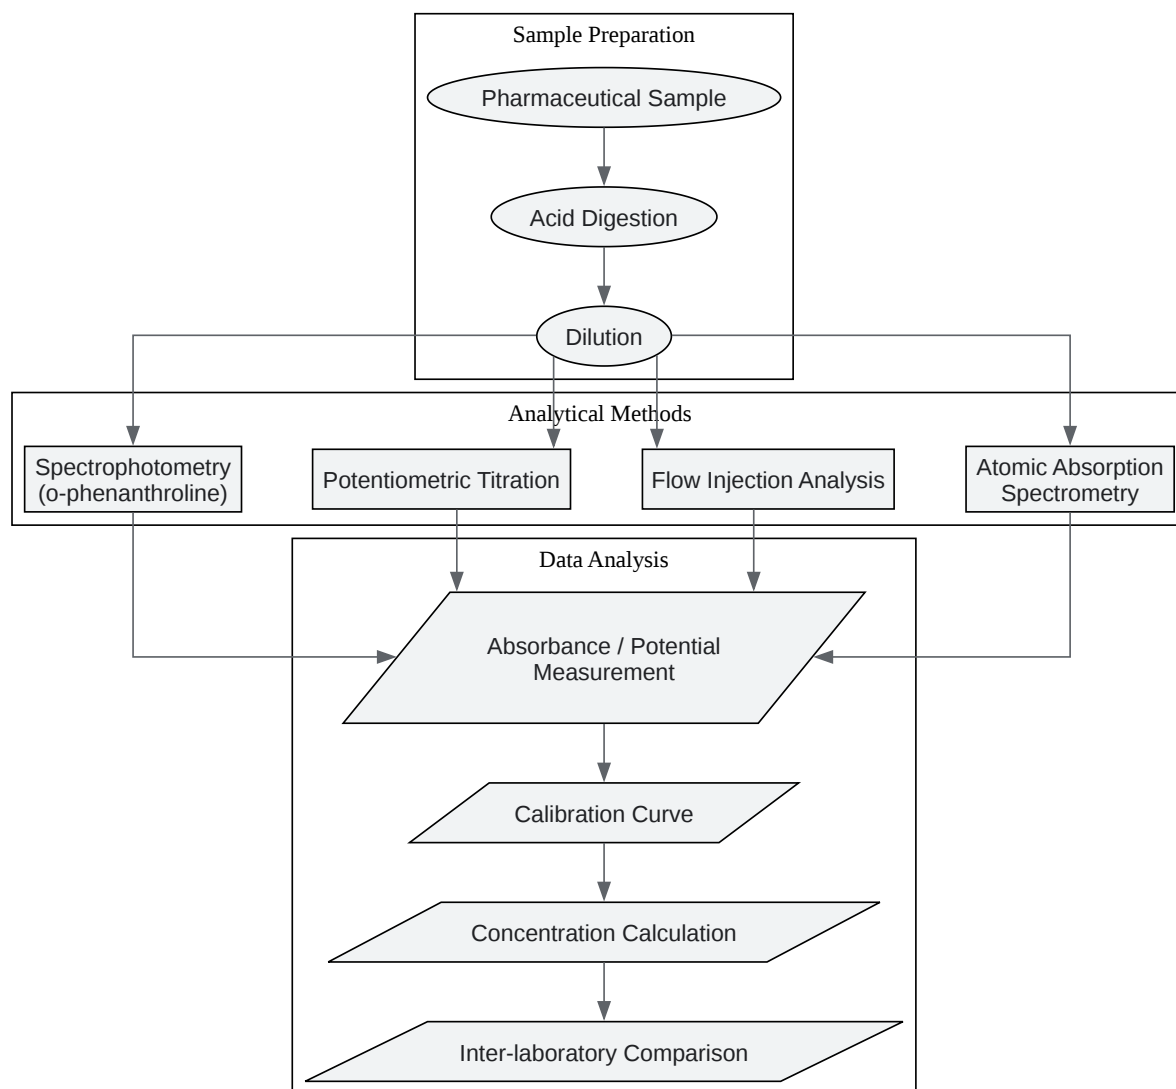 Sample Preparation
Pharmaceutical Sample
Acid Digestion
Dilution
Analytical Methods
Spectrophotometry
(o-phenanthroline)
Potentiometric Titration
Flow Injection Analysis
Atomic Absorption
Spectrometry
Data Analysis
Absorbance / Potential
Measurement
Calibration Curve
Concentration Calculation
Inter-laboratory Comparison